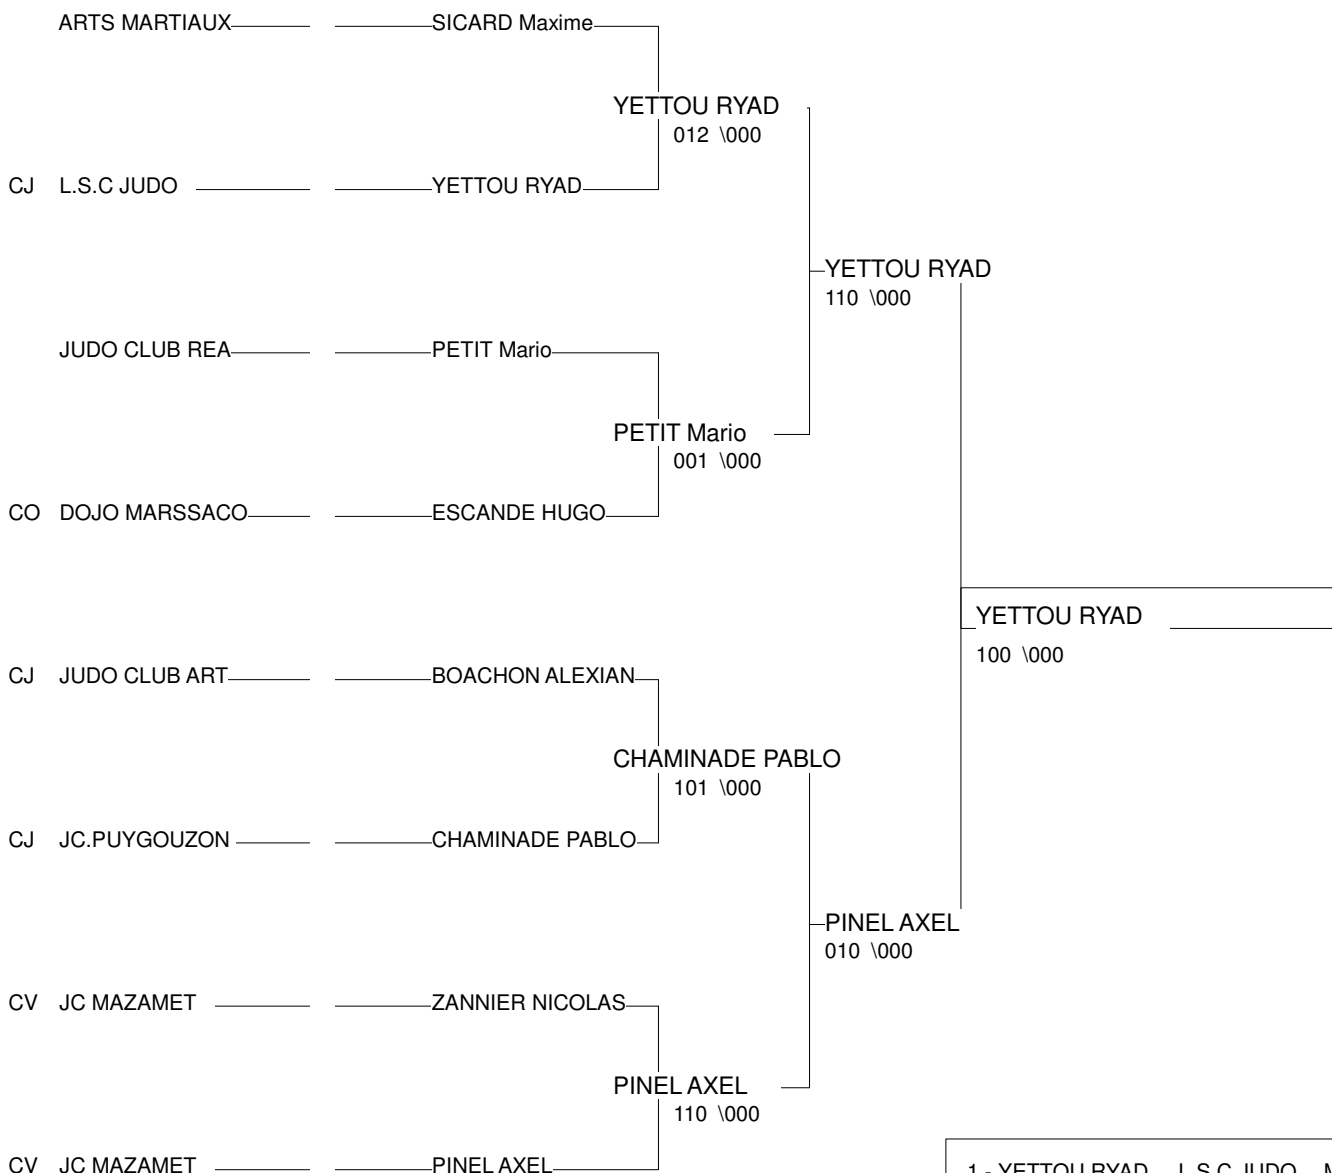 ARTS MARTIAUX SICARD Maxime
YETTOU RYAD
012 \000
CJ L.S.C JUDO YETTOU RYAD
YETTOU RYAD
110 \000
JUDO CLUB REA PETIT Mario
PETIT Mario
001 \000
CO DOJO MARSSACO ESCANDE HUGO
YETTOU RYAD
100 \000
CJ JUDO CLUB ART BOACHON ALEXIAN
CHAMINADE PABLO
101 \000
CJ JC.PUYGOUZON CHAMINADE PABLO
PINEL AXEL
010 \000
CV JC MAZAMET ZANNIER NICOLAS
PINEL AXEL
110 \000
CV JC MAZAMET PINEL AXEL
1 - YETTOU RYAD L.S.C JUDO